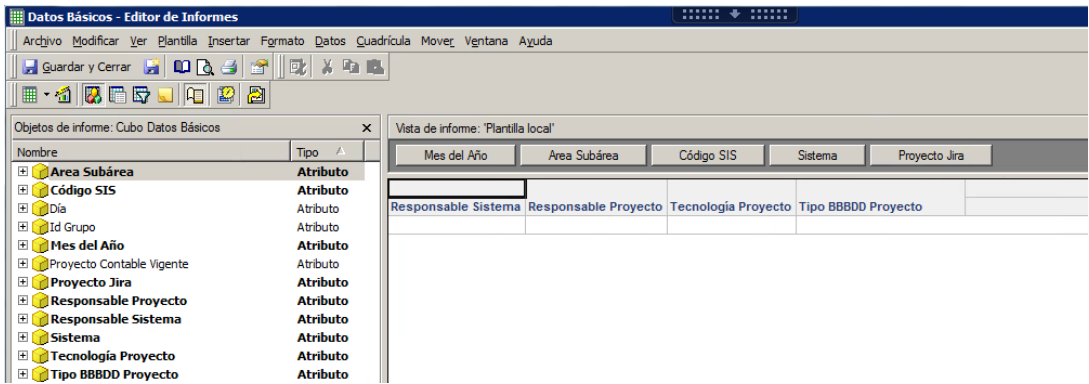 Datos Básicos - Editor de Informes
Archivo Modificar Ver Plantilla Insertar Formato Datos Cuadrícula Mover Ventana Ayuda
Guardar y Cerrar
Objetos de informe: Cubo Datos Básicos x
Vista de informe: 'Plantilla local'
Nombre Tipo
Mes del Año Area Subárea Código SIS Sistema Proyecto Jira
Area Subárea Atributo
Código SIS Atributo
Día Atributo
Id Grupo Atributo
Mes del Año Atributo
Proyecto Contable Vigente Atributo
Proyecto Jira Atributo
Responsable Proyecto Atributo
Responsable Sistema Atributo
Sistema Atributo
Tecnología Proyecto Atributo
Tipo BBBDD Proyecto Atributo
Responsable Sistema Responsable Proyecto Tecnología Proyecto Tipo BBBDD Proyecto